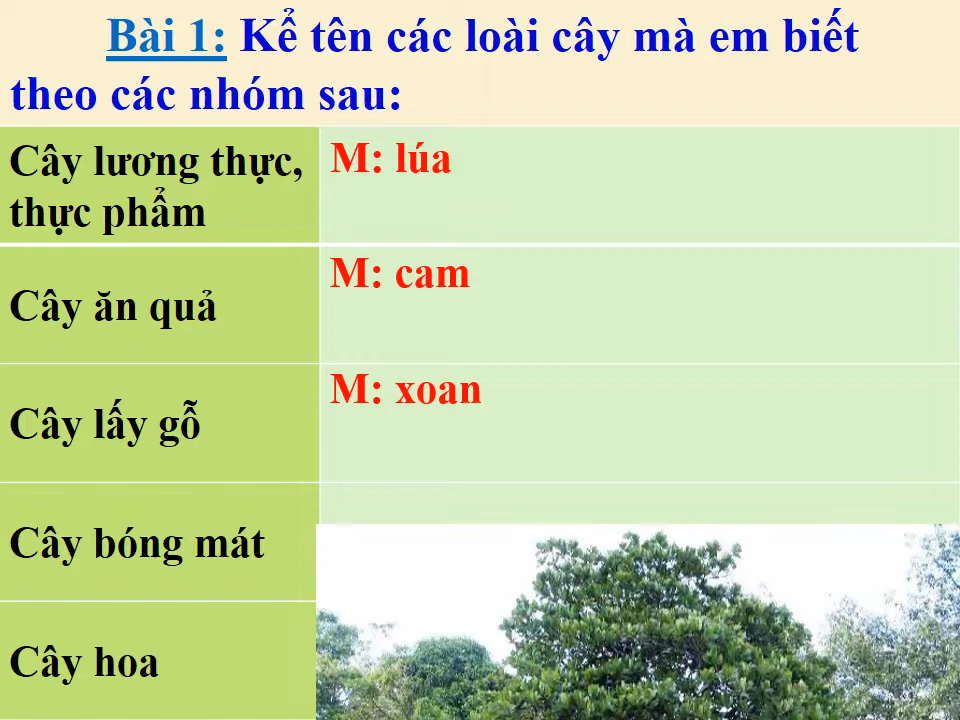 Bài 1: Kể tên các loài cây mà em biết
theo các nhóm sau:
Cây lương thực,
thực phẩm
M: lúa
Cây ăn quả
M: cam
Cây lấy gỗ
M: xoan
Cây bóng mát
Cây hoa